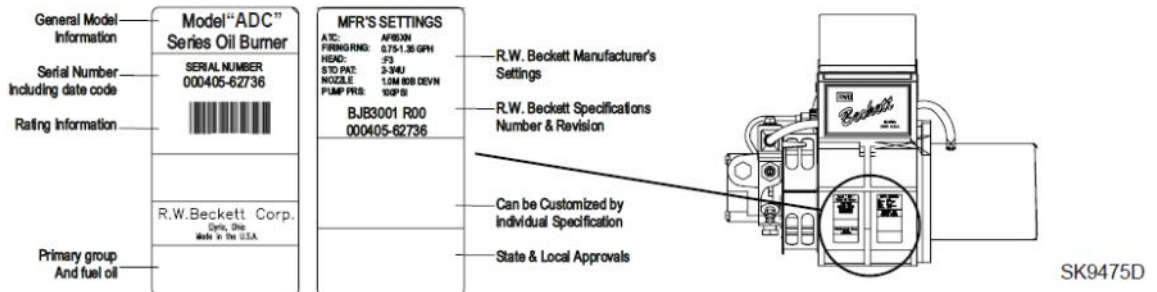 General Model
Information
Serial Number
Including date code
Rating Information
Primary group
And fuel oil
Model"ADC"
Series Oil Burner
SERIAL NUMBER
000405-62736
R.W.Beckett Corp.
Elyria, Ohio
Made in the U.S.A.
MFR'S SETTINGS
ATC: AF65XN
FIRING RNG: 0.75-1.35 GPH
HEAD: :F3
STO PAT: 2-3/4U
NOZZLE 1.0M 80B DEVN
PUMP PRS: 100PSI
BJB3001 R00
000405-62736
R.W. Beckett Manufacturer's
Settings
R.W. Beckett Specifications
Number & Revision
Can be Customized by
individual Specification
State & Local Approvals
Beckett
SK9475D